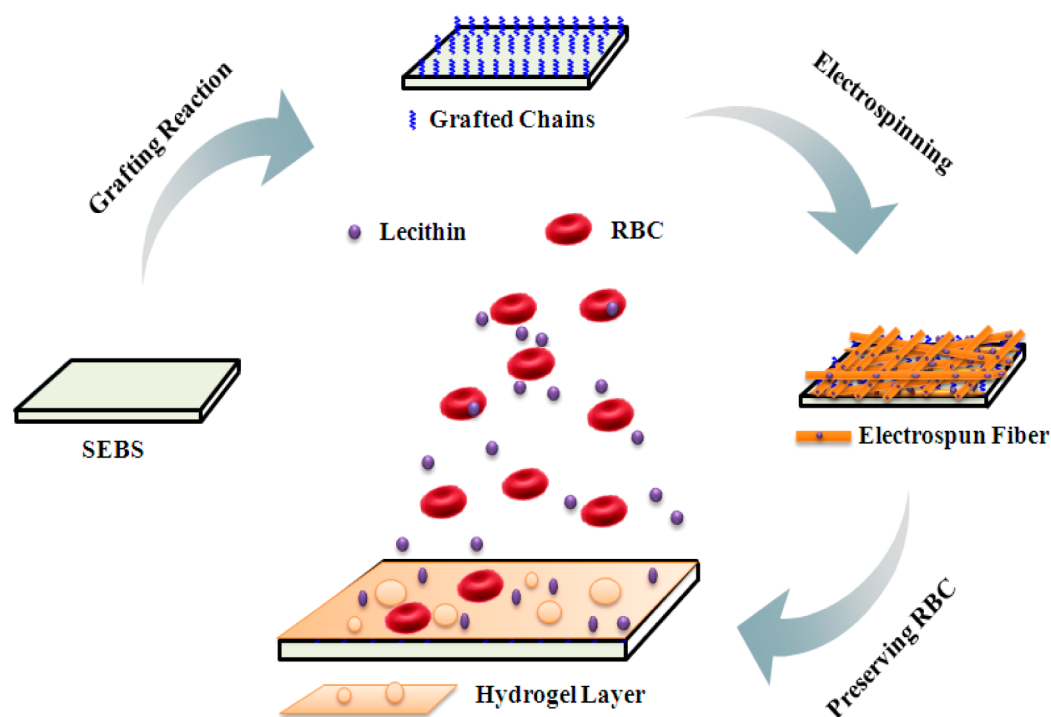 Grafting Reaction
Grafted Chains
Electrospinning
Lecithin
RBC
SEBS
Electrospun Fiber
Preserving RBC
Hydrogel Layer